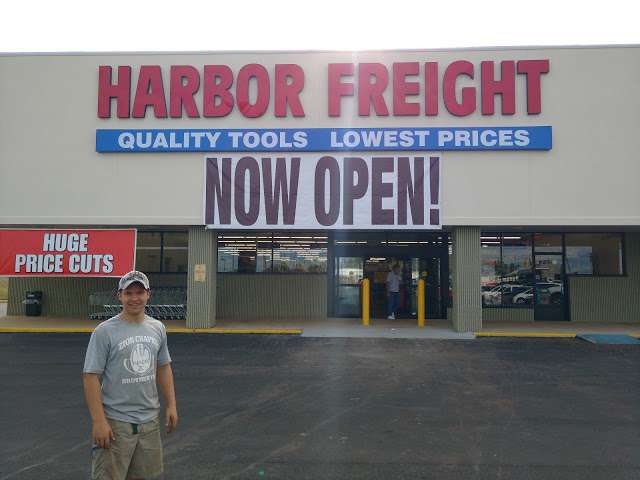 HARBOR FREIGHT
QUALITY TOOLS LOWEST PRICES
NOW OPEN!
HUGE
PRICE CUTS